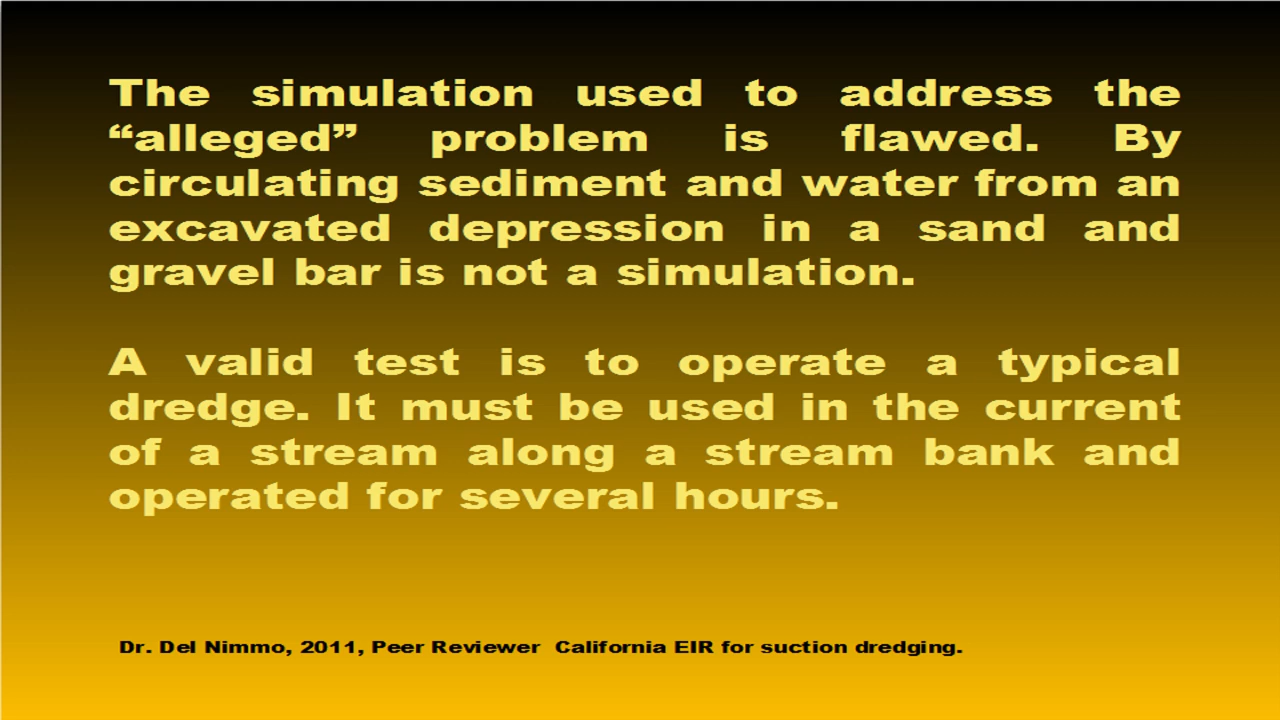 The simulation used to address the
“alleged” problem is flawed. By
circulating sediment and water from an
excavated depression in a sand and
gravel bar is not a simulation.
A valid test is to operate a typical
dredge. It must be used in the current
of a stream along a stream bank and
operated for several hours.
Dr. Del Nimmo, 2011, Peer Reviewer  California EIR for suction dredging.